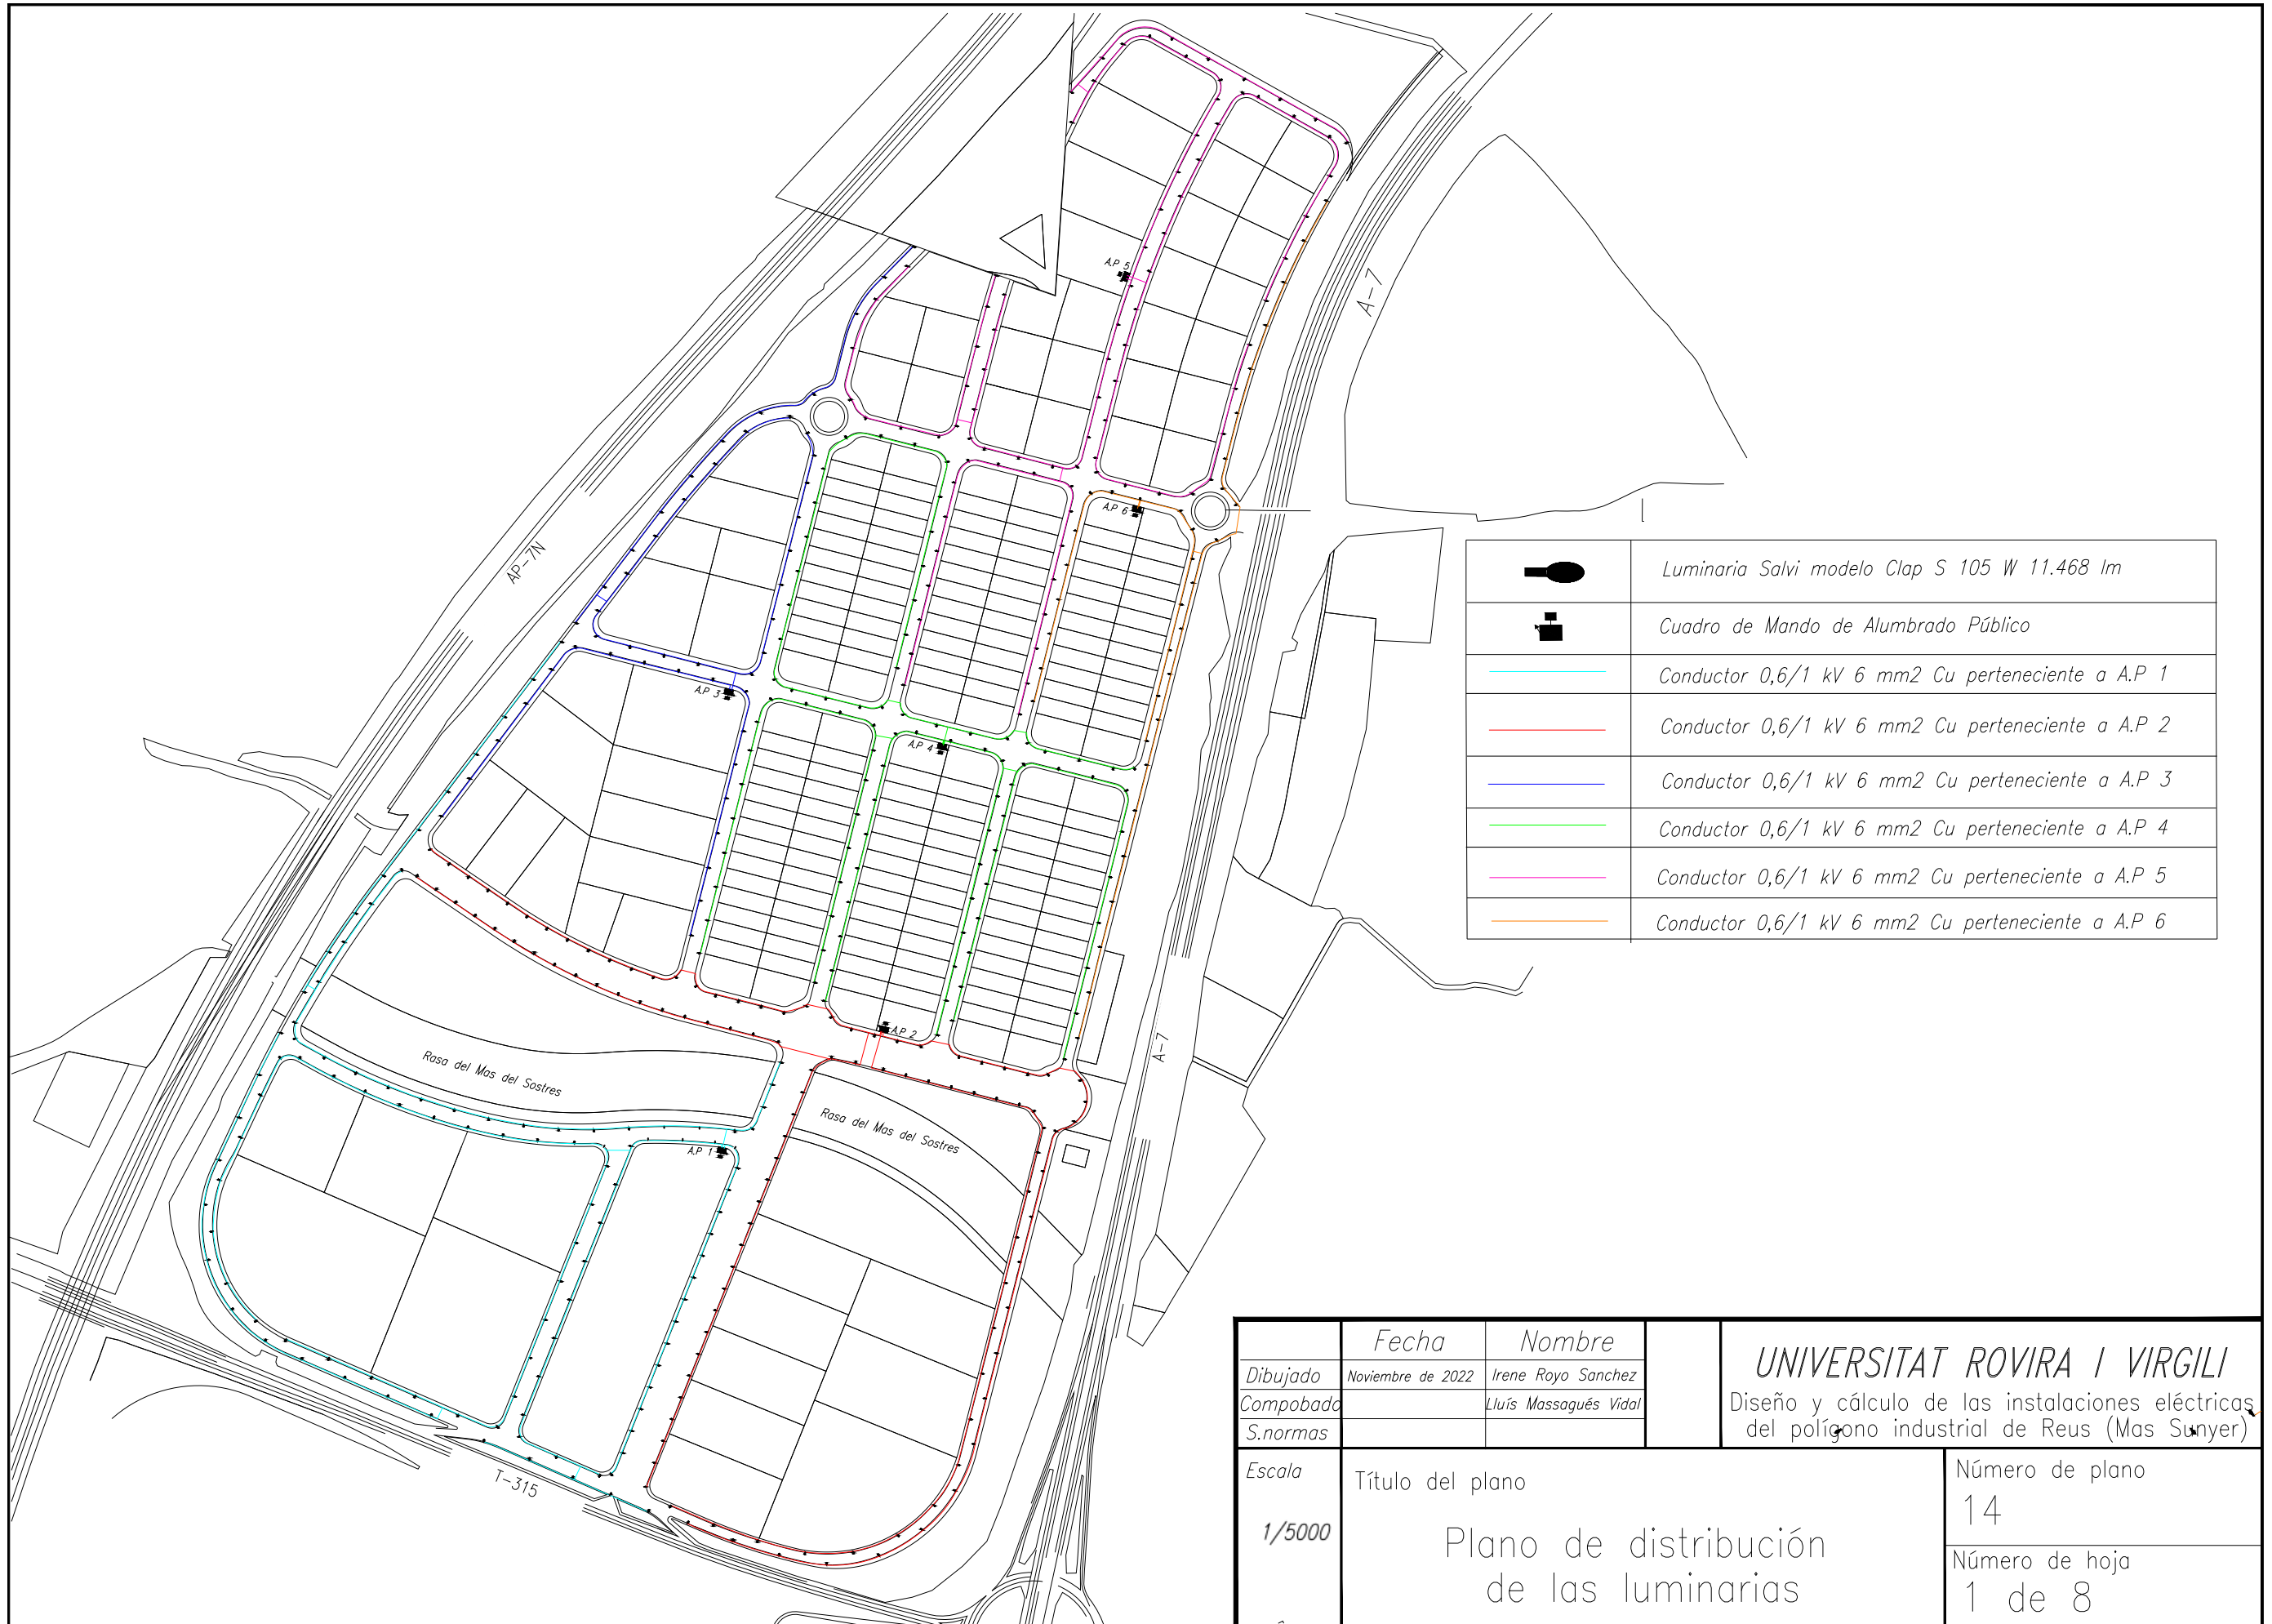 A.P 5
A-7
A.P 6
AP-7N
A.P 3
A.P 4
A.P 2
A-7
Rasa del Mas del Sostres
Rasa del Mas del Sostres
A.P 1
T-315
Luminaria Salvi modelo Clap S 105 W 11.468 lm
Cuadro de Mando de Alumbrado Público
Conductor 0,6/1 kV 6 mm2 Cu perteneciente a A.P 1
Conductor 0,6/1 kV 6 mm2 Cu perteneciente a A.P 2
Conductor 0,6/1 kV 6 mm2 Cu perteneciente a A.P 3
Conductor 0,6/1 kV 6 mm2 Cu perteneciente a A.P 4
Conductor 0,6/1 kV 6 mm2 Cu perteneciente a A.P 5
Conductor 0,6/1 kV 6 mm2 Cu perteneciente a A.P 6
Fecha Nombre
Dibujado Noviembre de 2022 Irene Royo Sanchez
Compobado Lluís Massagués Vidal
S.normas
UNIVERSITAT ROVIRA I VIRGILI
Diseño y cálculo de las instalaciones eléctricas
del polígono industrial de Reus (Mas Sunyer)
Escala
1/5000
Título del plano
Plano de distribución
de las luminarias
Número de plano
14
Número de hoja
1 de 8